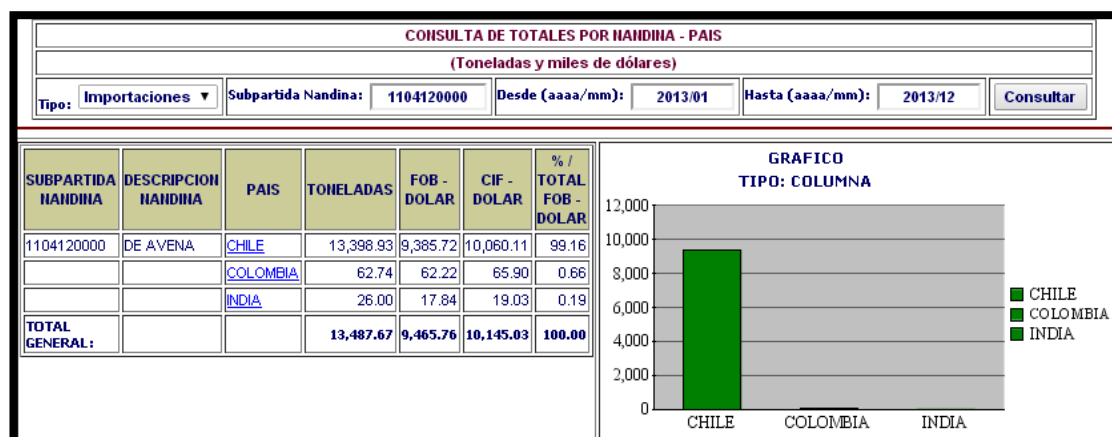 CONSULTA DE TOTALES POR NANDINA - PAIS
(Toneladas y miles de dólares)
Tipo: Importaciones ▼ Subpartida Nandina: 1104120000 Desde (aaaa/mm): 2013/01 Hasta (aaaa/mm): 2013/12 Consultar
SUBPARTIDA NANDINA DESCRIPCION NANDINA PAIS TONELADAS FOB - DOLAR CIF - DOLAR % / TOTAL FOB - DOLAR
1104120000 DE AVENA CHILE 13,398.93 9,385.72 10,060.11 99.16
COLOMBIA 62.74 62.22 65.90 0.66
INDIA 26.00 17.84 19.03 0.19
TOTAL GENERAL: 13,487.67 9,465.76 10,145.03 100.00
GRAFICO
TIPO: COLUMNA
12,000
10,000
8,000
6,000
4,000
2,000
0
CHILE COLOMBIA INDIA
CHILE
COLOMBIA
INDIA